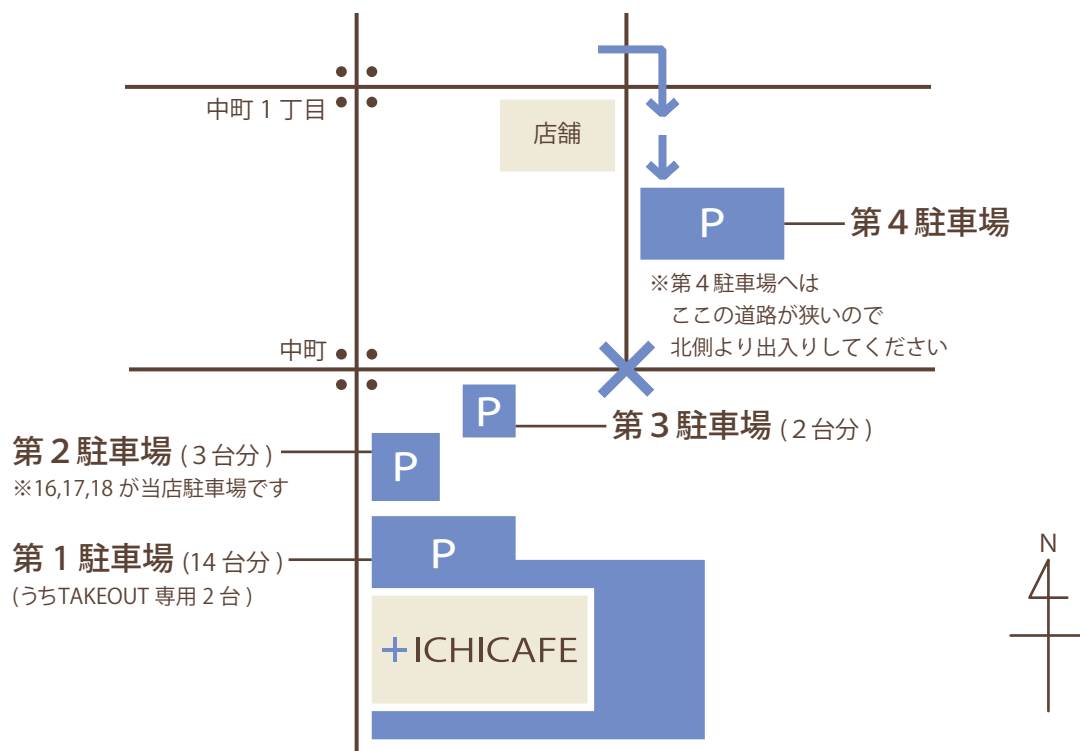 中町 1 丁目
店舗
P
第４駐車場
※第４駐車場へは
ここの道路が狭いので
北側より出入りしてください
中町
P
第３駐車場 (２台分 )
第２駐車場 (３台分 )
※16,17,18 が当店駐車場です
P
第１駐車場 (14 台分 )
(うちTAKEOUT 専用 2 台 )
P
+ICHICAFE
N